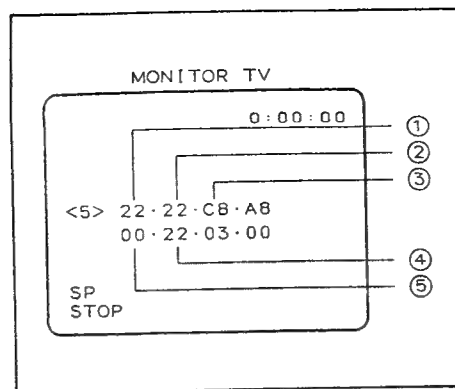 MONITOR TV
0:00:00
①
②
③
<5> 22·22·C8·A8
00·22·03·00
④
⑤
SP
STOP